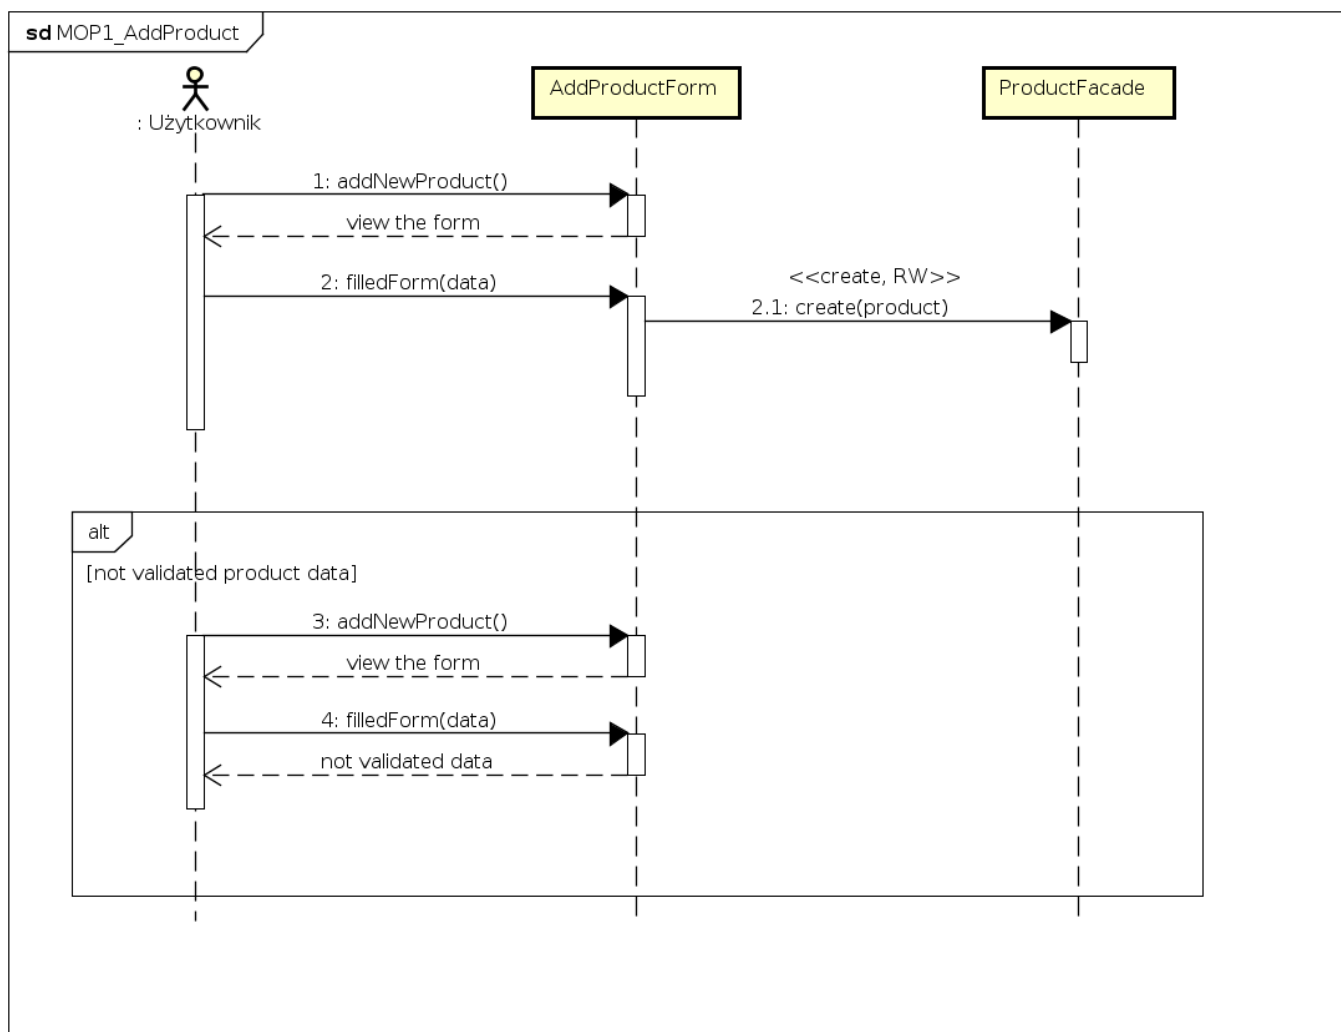 sd MOP1_AddProduct
: Użytkownik
AddProductForm
ProductFacade
1: addNewProduct()
view the form
2: filledForm(data)
<<create, RW>>
2.1: create(product)
alt
[not validated product data]
3: addNewProduct()
view the form
4: filledForm(data)
not validated data